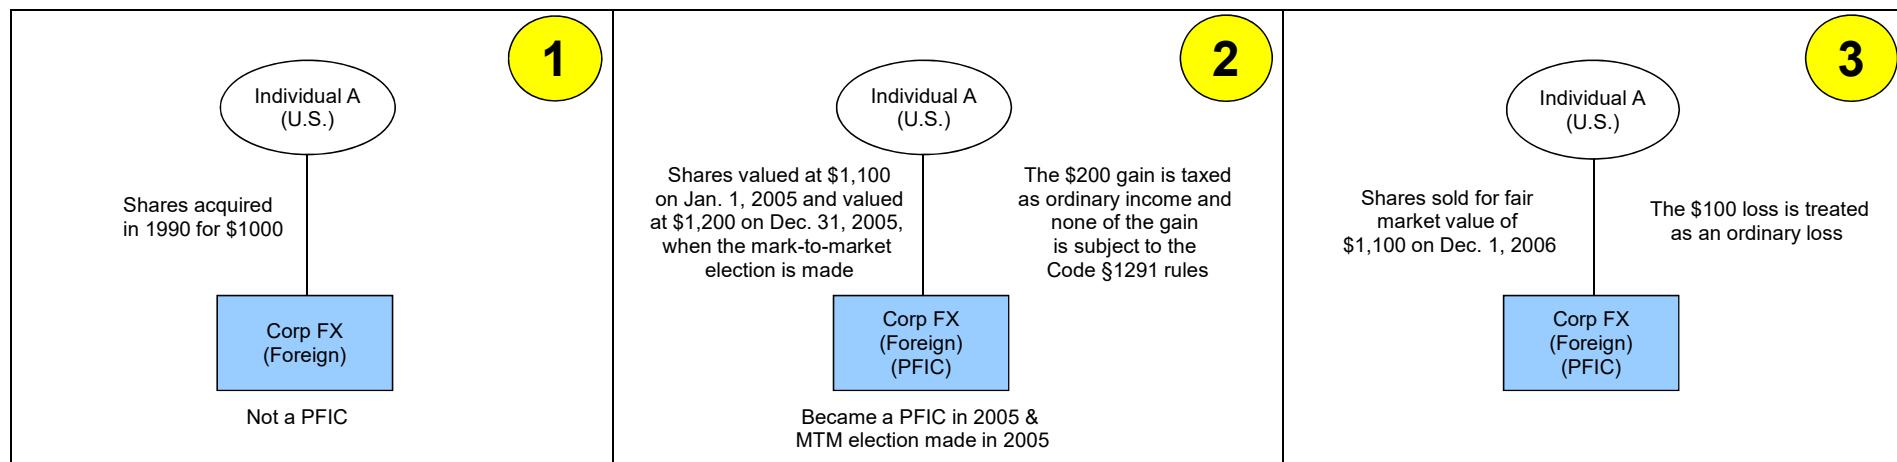 1
Individual A
(U.S.)
Shares acquired
in 1990 for $1000
Corp FX
(Foreign)
Not a PFIC
2
Individual A
(U.S.)
Shares valued at $1,100
on Jan. 1, 2005 and valued
at $1,200 on Dec. 31, 2005,
when the mark-to-market
election is made
The $200 gain is taxed
as ordinary income and
none of the gain
is subject to the
Code §1291 rules
Corp FX
(Foreign)
(PFIC)
Became a PFIC in 2005 &
MTM election made in 2005
3
Individual A
(U.S.)
Shares sold for fair
market value of
$1,100 on Dec. 1, 2006
The $100 loss is treated
as an ordinary loss
Corp FX
(Foreign)
(PFIC)